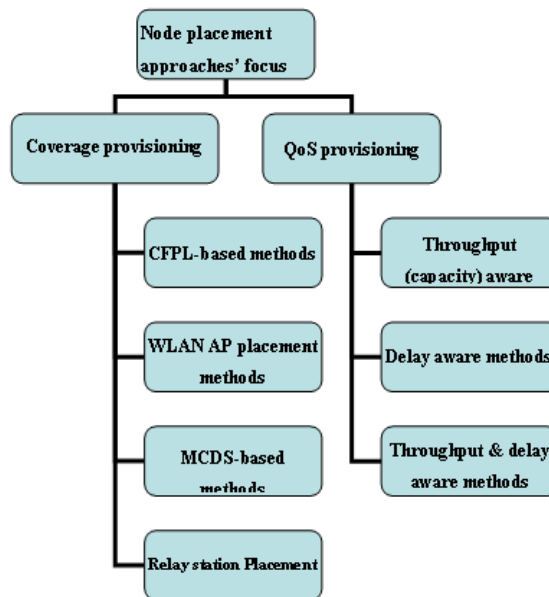 Node placement
approaches' focus
Coverage provisioning
QoS provisioning
CFPL-based methods
WLAN AP placement
methods
MCDS-based
methods
Relay station Placement
Throughput
(capacity) aware
Delay aware methods
Throughput & delay
aware methods